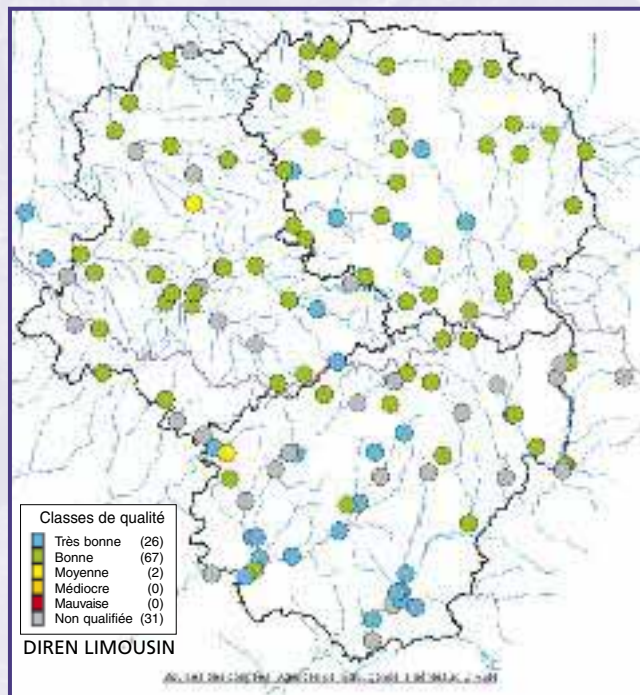 Classes de qualité
Très bonne (26)
Bonne (67)
Moyenne (2)
Médiocre (0)
Mauvaise (0)
Non qualifiée (31)
DIREN LIMOUSIN